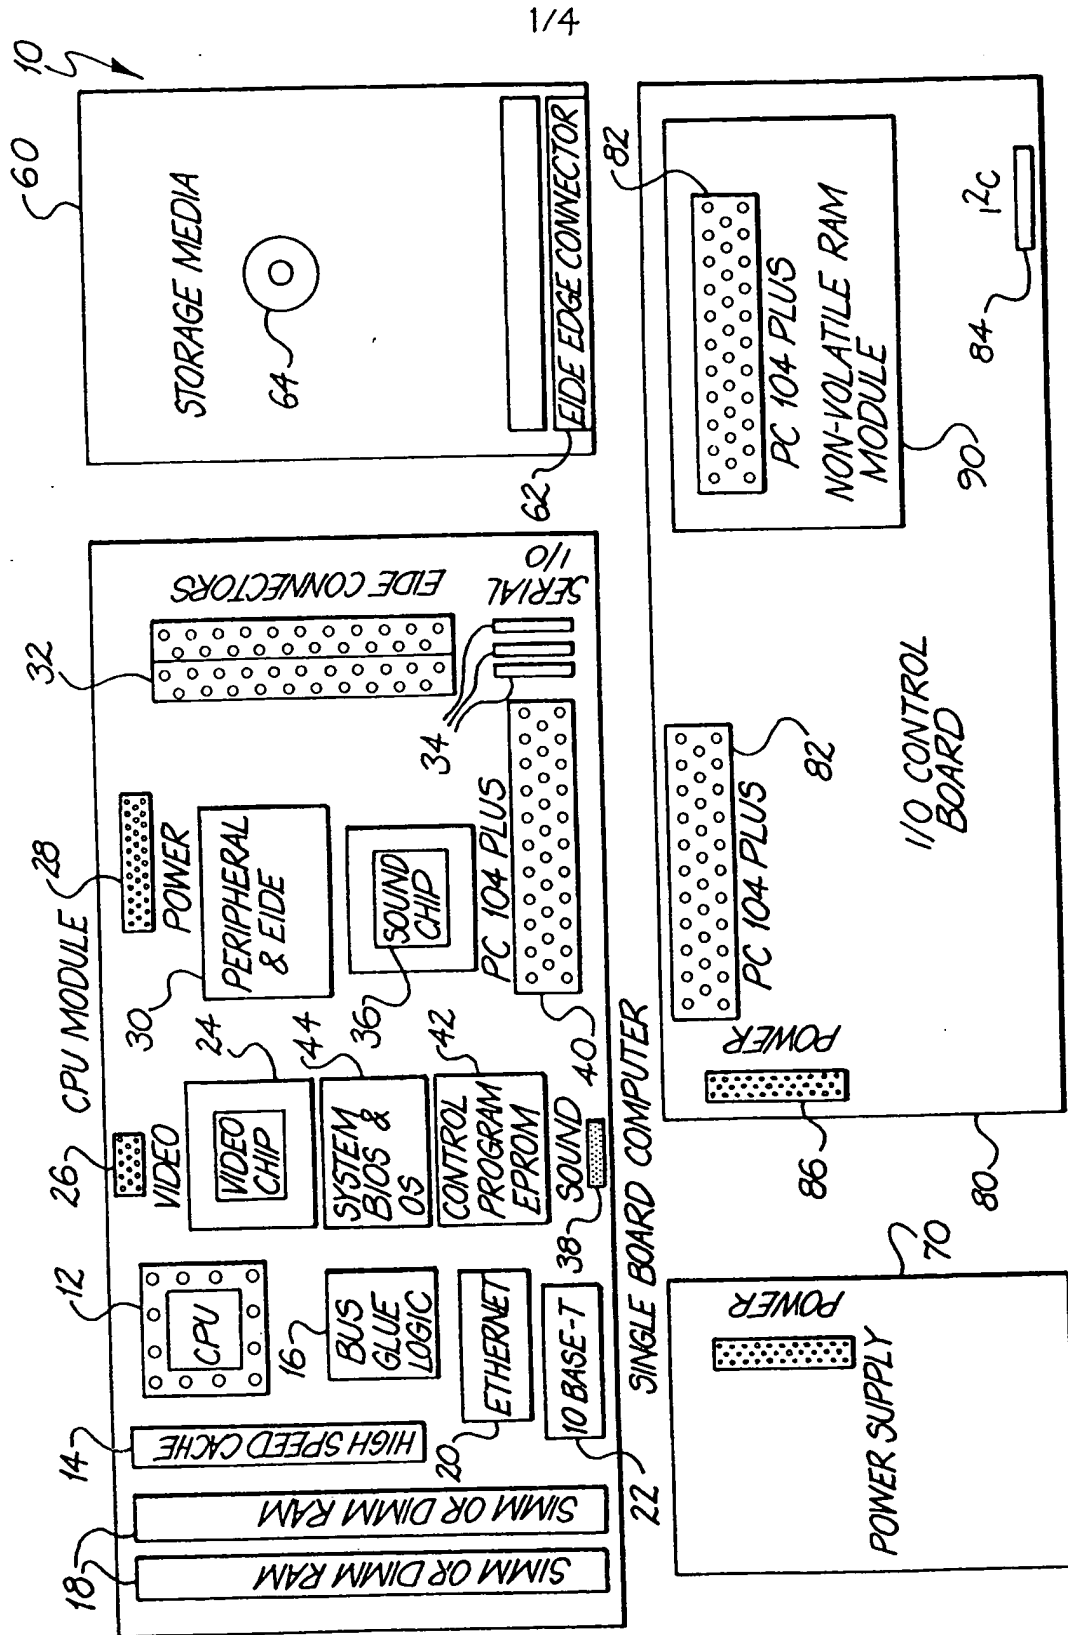 1/4
10
60
STORAGE MEDIA
64
EIDE EDGE CONNECTOR
62
CPU MODULE
18
SIMM OR DIMM RAM
SIMM OR DIMM RAM
14
HIGH SPEED CACHE
12
CPU
16
BUS
GLUE
LOGIC
20
ETHERNET
22
10 BASE-T
26
VIDEO
24
VIDEO
CHIP
44
SYSTEM
BIOS &
OS
42
CONTROL
PROGRAM
EPROM
38
SOUND
28
POWER
30
PERIPHERAL
& EIDE
36
SOUND
CHIP
40
PC 104 PLUS
32
EIDE CONNECTORS
34
SERIAL
I/O
SINGLE BOARD COMPUTER
70
POWER
POWER SUPPLY
80
86
POWER
82
PC 104 PLUS
I/O CONTROL
BOARD
82
PC 104 PLUS
NON-VOLATILE RAM
MODULE
90
84
I2C